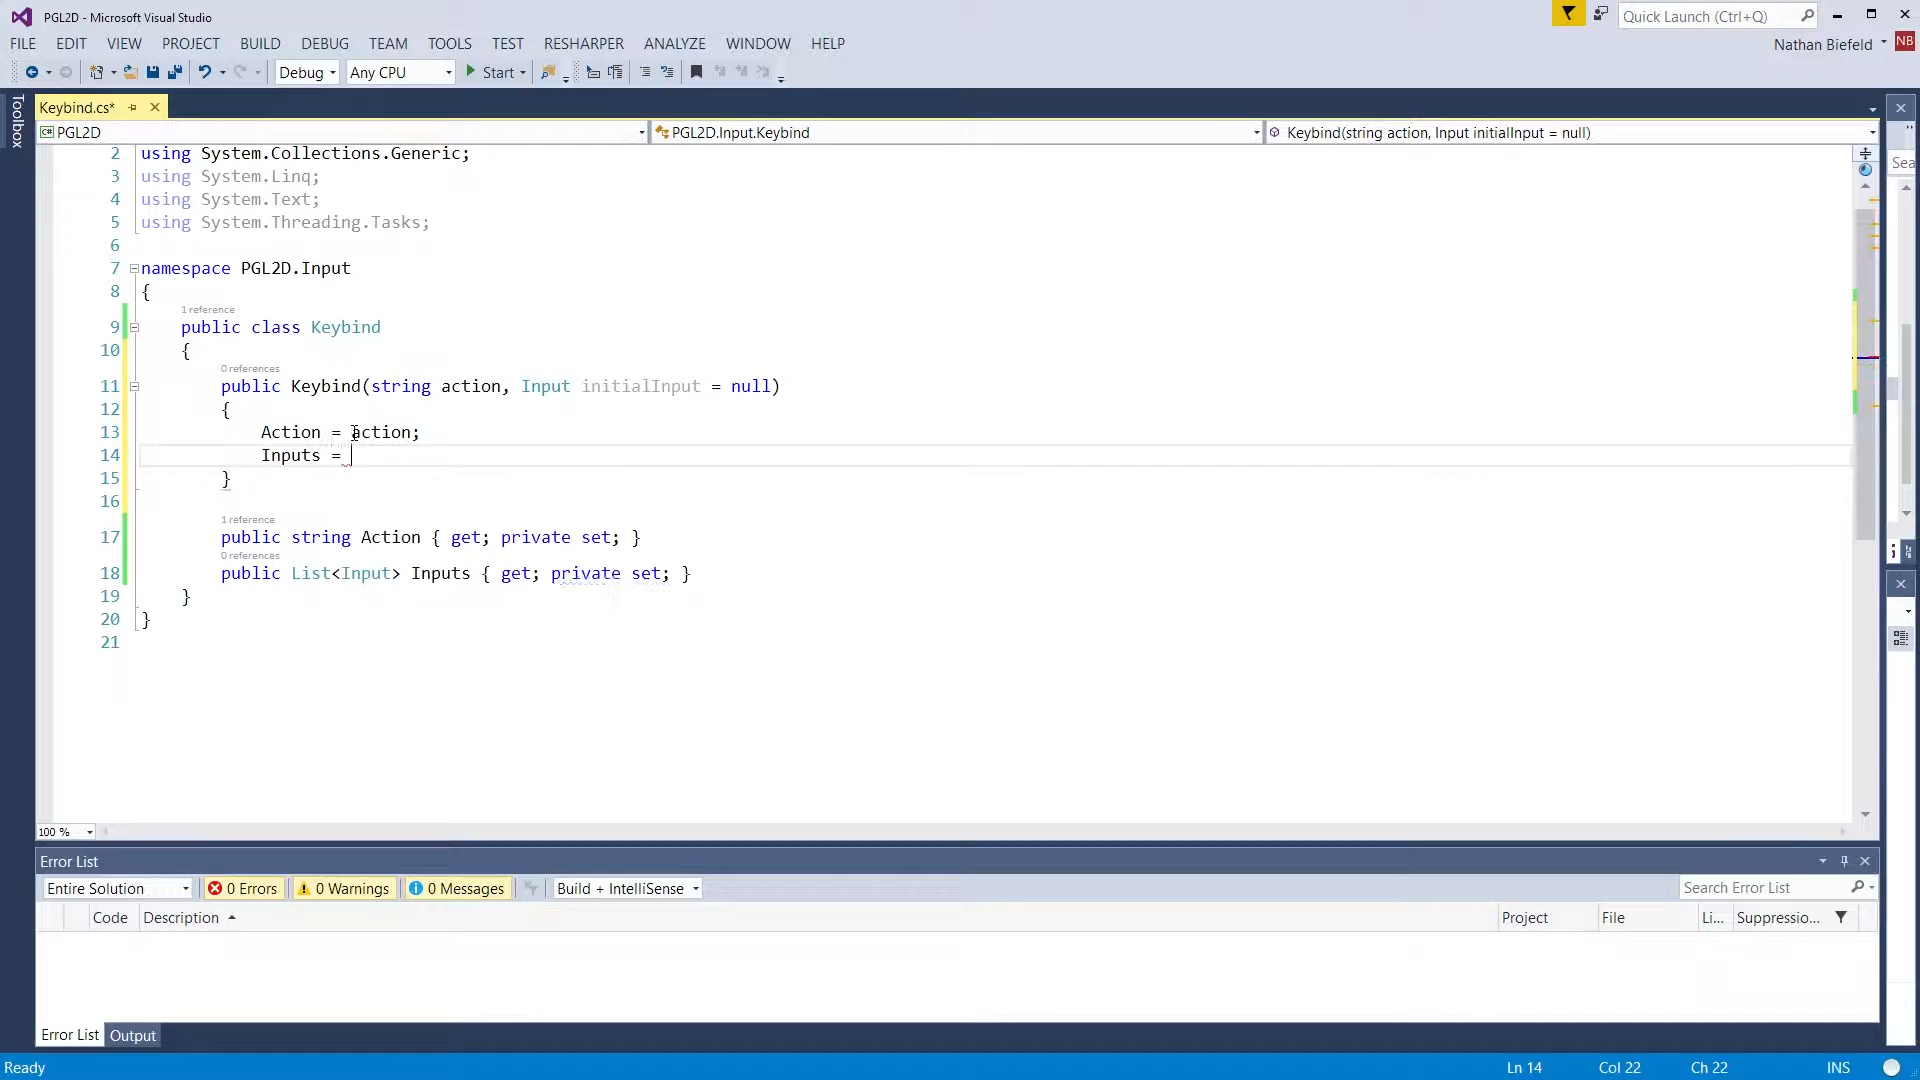 PGL2D - Microsoft Visual Studio
Quick Launch (Ctrl+Q)
FILE EDIT VIEW PROJECT BUILD DEBUG TEAM TOOLS TEST RESHARPER ANALYZE WINDOW HELP
Nathan Biefeld NB
Debug Any CPU Start
Toolbox
Keybind.cs*
PGL2D
PGL2D.Input.Keybind
Keybind(string action, Input initialInput = null)
Sea
2 using System.Collections.Generic;
3 using System.Linq;
4 using System.Text;
5 using System.Threading.Tasks;
6
7 namespace PGL2D.Input
8 {
1 reference
9 public class Keybind
10 {
0 references
11 public Keybind(string action, Input initialInput = null)
12 {
13 Action = action;
14 Inputs =
15 }
16
1 reference
17 public string Action { get; private set; }
0 references
18 public List<Input> Inputs { get; private set; }
19 }
20 }
21
100 %
Error List
Entire Solution 0 Errors 0 Warnings 0 Messages Build + IntelliSense
Search Error List
Code Description Project File Li... Suppressio...
Error List Output
Ready Ln 14 Col 22 Ch 22 INS